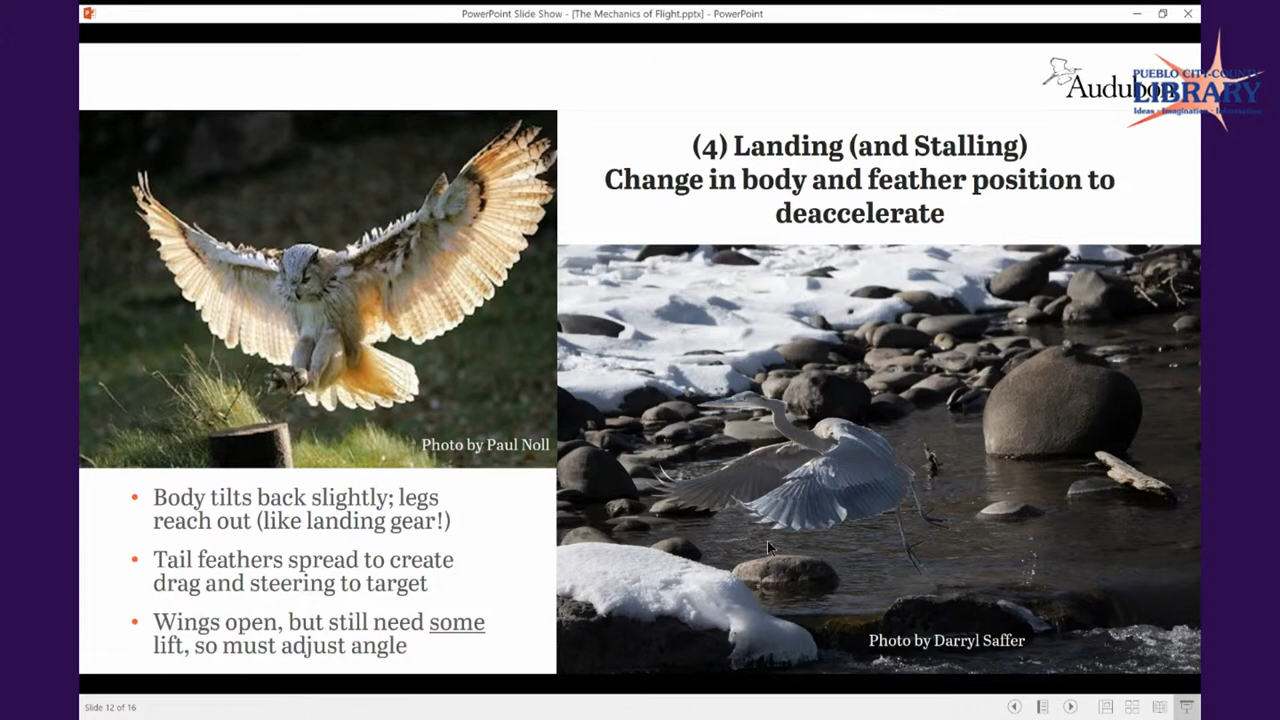 PowerPoint Slide Show - [The Mechanics of Flight.pptx] - PowerPoint
Audubon
PUEBLO CITY-COUNTY
LIBRARY
Ideas · Imagination · Information
(4) Landing (and Stalling)
Change in body and feather position to
deaccelerate
Photo by Paul Noll
Body tilts back slightly; legs
reach out (like landing gear!)
Tail feathers spread to create
drag and steering to target
Wings open, but still need some
lift, so must adjust angle
Photo by Darryl Saffer
Slide 12 of 16